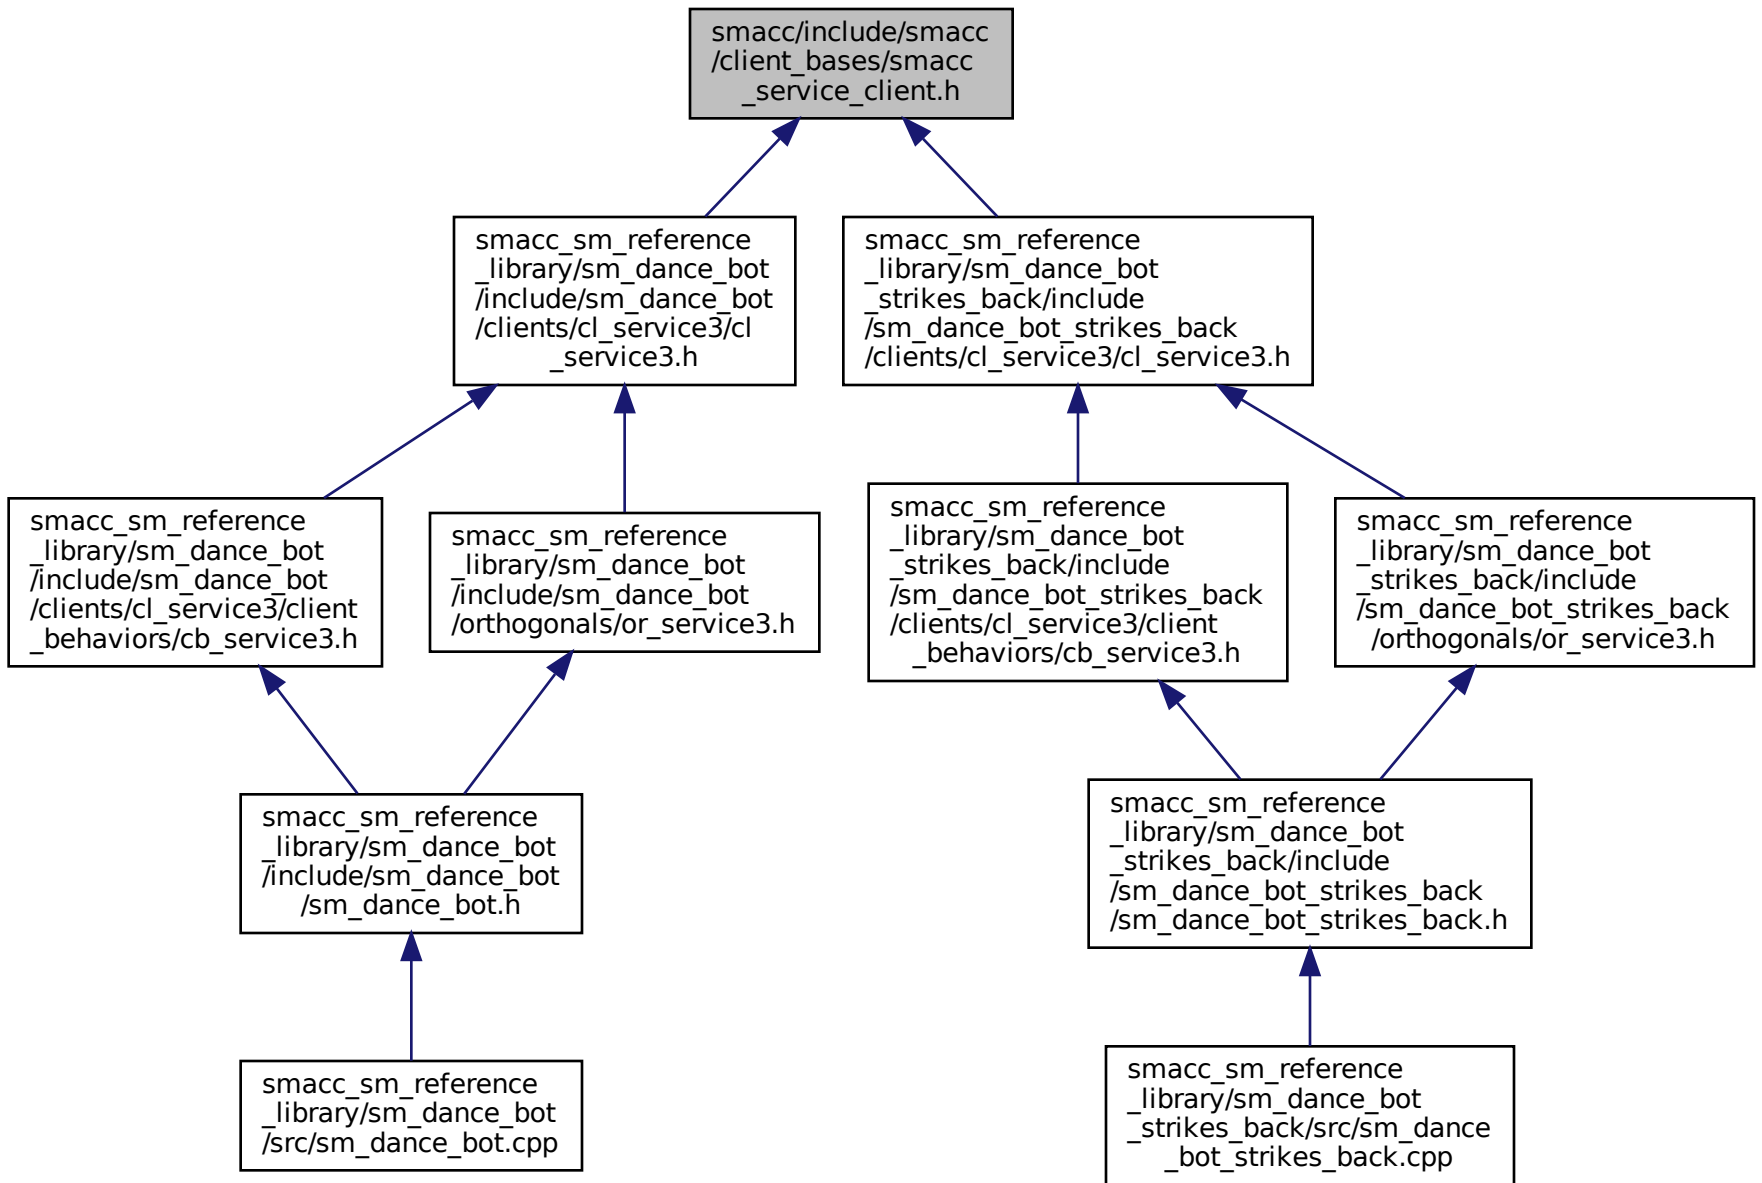 smacc/include/smacc
/client_bases/smacc
_service_client.h
smacc_sm_reference
_library/sm_dance_bot
/include/sm_dance_bot
/clients/cl_service3/cl
_service3.h
smacc_sm_reference
_library/sm_dance_bot
_strikes_back/include
/sm_dance_bot_strikes_back
/clients/cl_service3/cl_service3.h
smacc_sm_reference
_library/sm_dance_bot
/include/sm_dance_bot
/clients/cl_service3/client
_behaviors/cb_service3.h
smacc_sm_reference
_library/sm_dance_bot
/include/sm_dance_bot
/orthogonals/or_service3.h
smacc_sm_reference
_library/sm_dance_bot
_strikes_back/include
/sm_dance_bot_strikes_back
/clients/cl_service3/client
_behaviors/cb_service3.h
smacc_sm_reference
_library/sm_dance_bot
_strikes_back/include
/sm_dance_bot_strikes_back
/orthogonals/or_service3.h
smacc_sm_reference
_library/sm_dance_bot
/include/sm_dance_bot
/sm_dance_bot.h
smacc_sm_reference
_library/sm_dance_bot
_strikes_back/include
/sm_dance_bot_strikes_back
/sm_dance_bot_strikes_back.h
smacc_sm_reference
_library/sm_dance_bot
/src/sm_dance_bot.cpp
smacc_sm_reference
_library/sm_dance_bot
_strikes_back/src/sm_dance
_bot_strikes_back.cpp